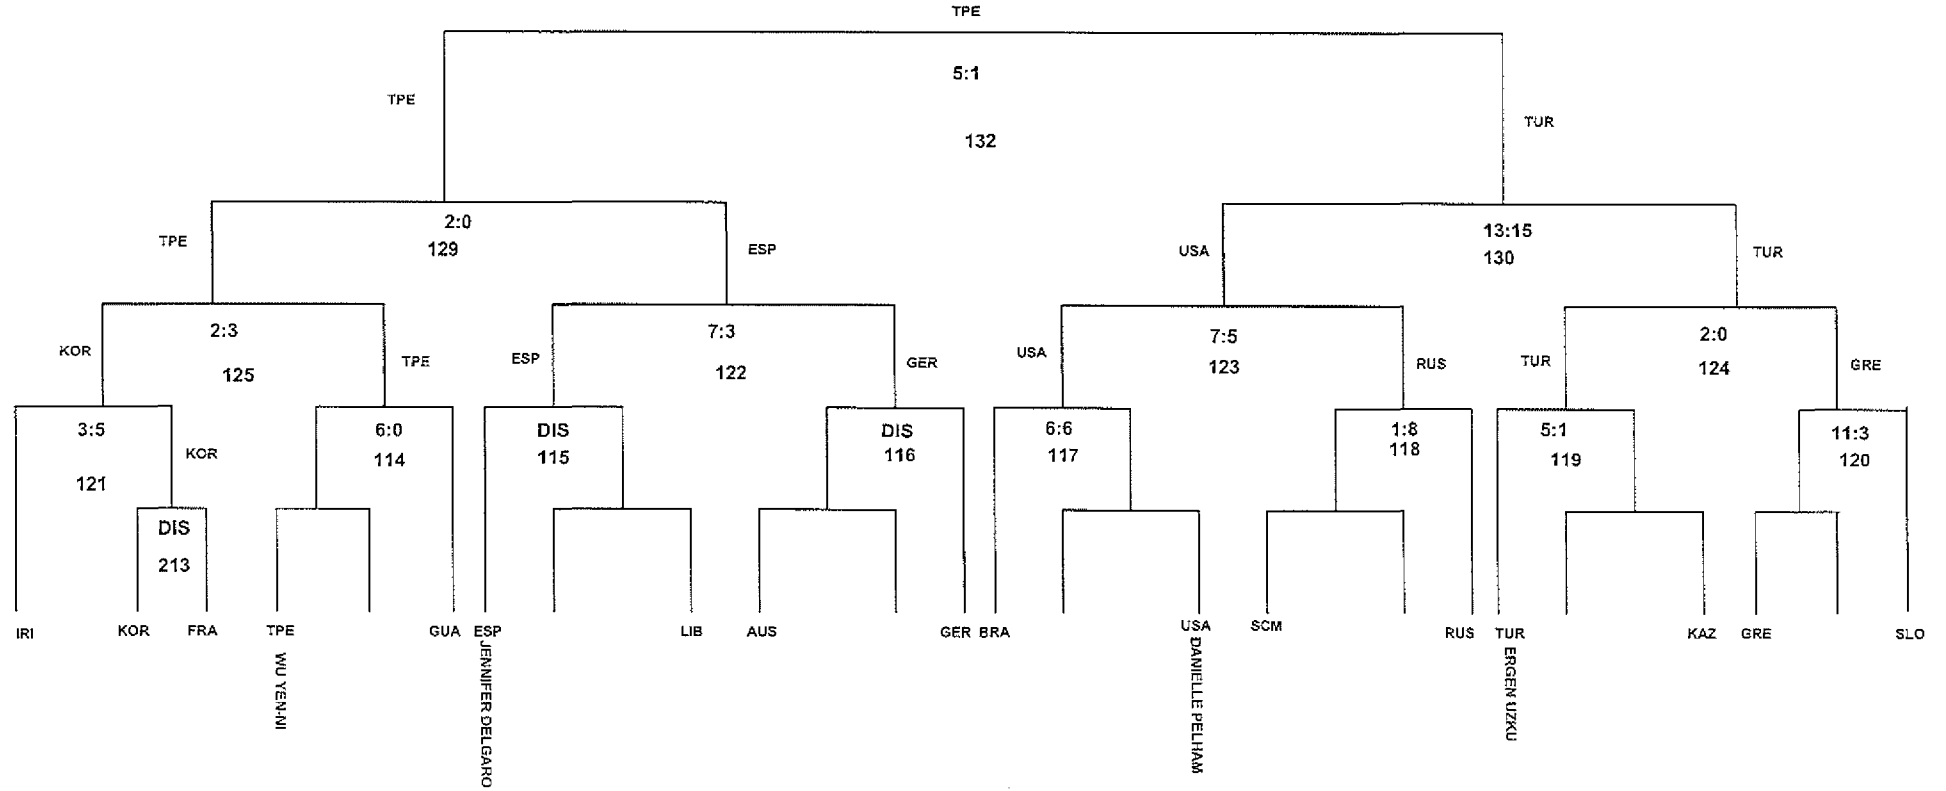 TPE
5:1
TPE
TUR
132
2:0
13:15
TPE
129
ESP
USA
130
TUR
2:3
7:3
7:5
2:0
KOR
TPE
ESP
GER
USA
RUS
TUR
GRE
125
122
123
124
3:5
6:0
DIS
DIS
6:6
1:8
5:1
11:3
KOR
114
115
116
117
118
119
120
121
DIS
213
IRI
KOR
FRA
TPE
GUA
ESP
LIB
AUS
GER
BRA
USA
SCM
RUS
TUR
KAZ
GRE
SLO
WU YEN-NI
JENNIFER DELGARO
DANIELLE PELHAM
ERGEM UZKU